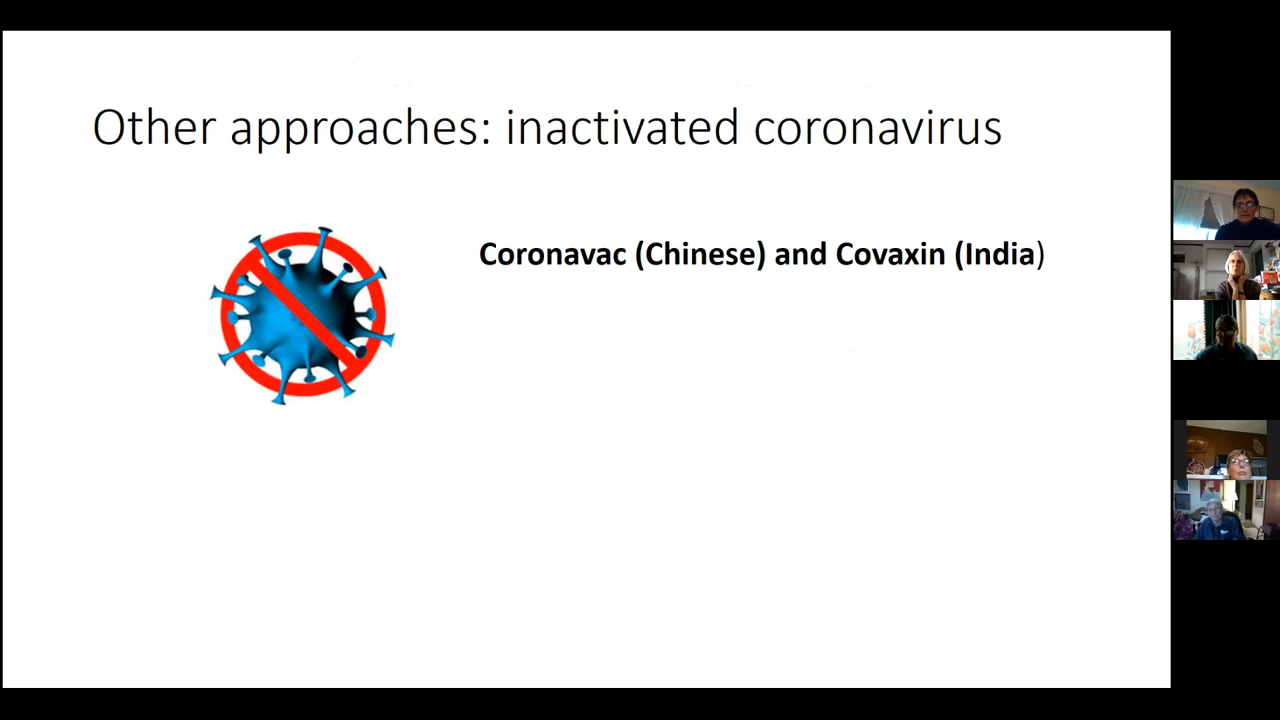 Other approaches: inactivated coronavirus
Coronavac (Chinese) and Covaxin (India)